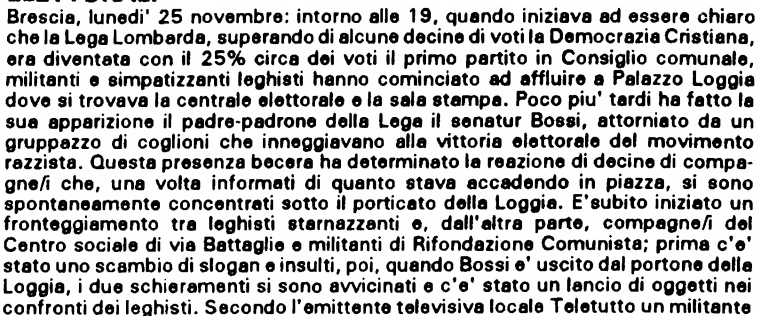 Brescia, lunedi' 25 novembre: intorno alle 19, quando iniziava ad essere chiaro
che la Lega Lombarda, superando di alcune decine di voti la Democrazia Cristiana,
era diventata con il 25% circa dei voti il primo partito in Consiglio comunale,
militanti e simpatizzanti leghisti hanno cominciato ad affluire a Palazzo Loggia
dove si trovava la centrale elettorale e la sala stampa. Poco piu' tardi ha fatto la
sua apparizione il padre-padrone della Lega il senatur Bossi, attorniato da un
gruppazzo di coglioni che inneggiavano alla vittoria elettorale del movimento
razzista. Questa presenza becera ha determinato la reazione di decine di compa-
gne/i che, una volta informati di quanto stava accadendo in piazza, si sono
spontaneamente concentrati sotto il porticato della Loggia. E'subito iniziato un
fronteggiamento tra leghisti starnazzanti e, dall'altra parte, compagne/i del
Centro sociale di via Battaglie e militanti di Rifondazione Comunista; prima c'e'
stato uno scambio di slogan e insulti, poi, quando Bossi e' uscito dal portone della
Loggia, i due schieramenti si sono avvicinati e c'e' stato un lancio di oggetti nei
confronti dei leghisti. Secondo l'emittente televisiva locale Teletutto un militante